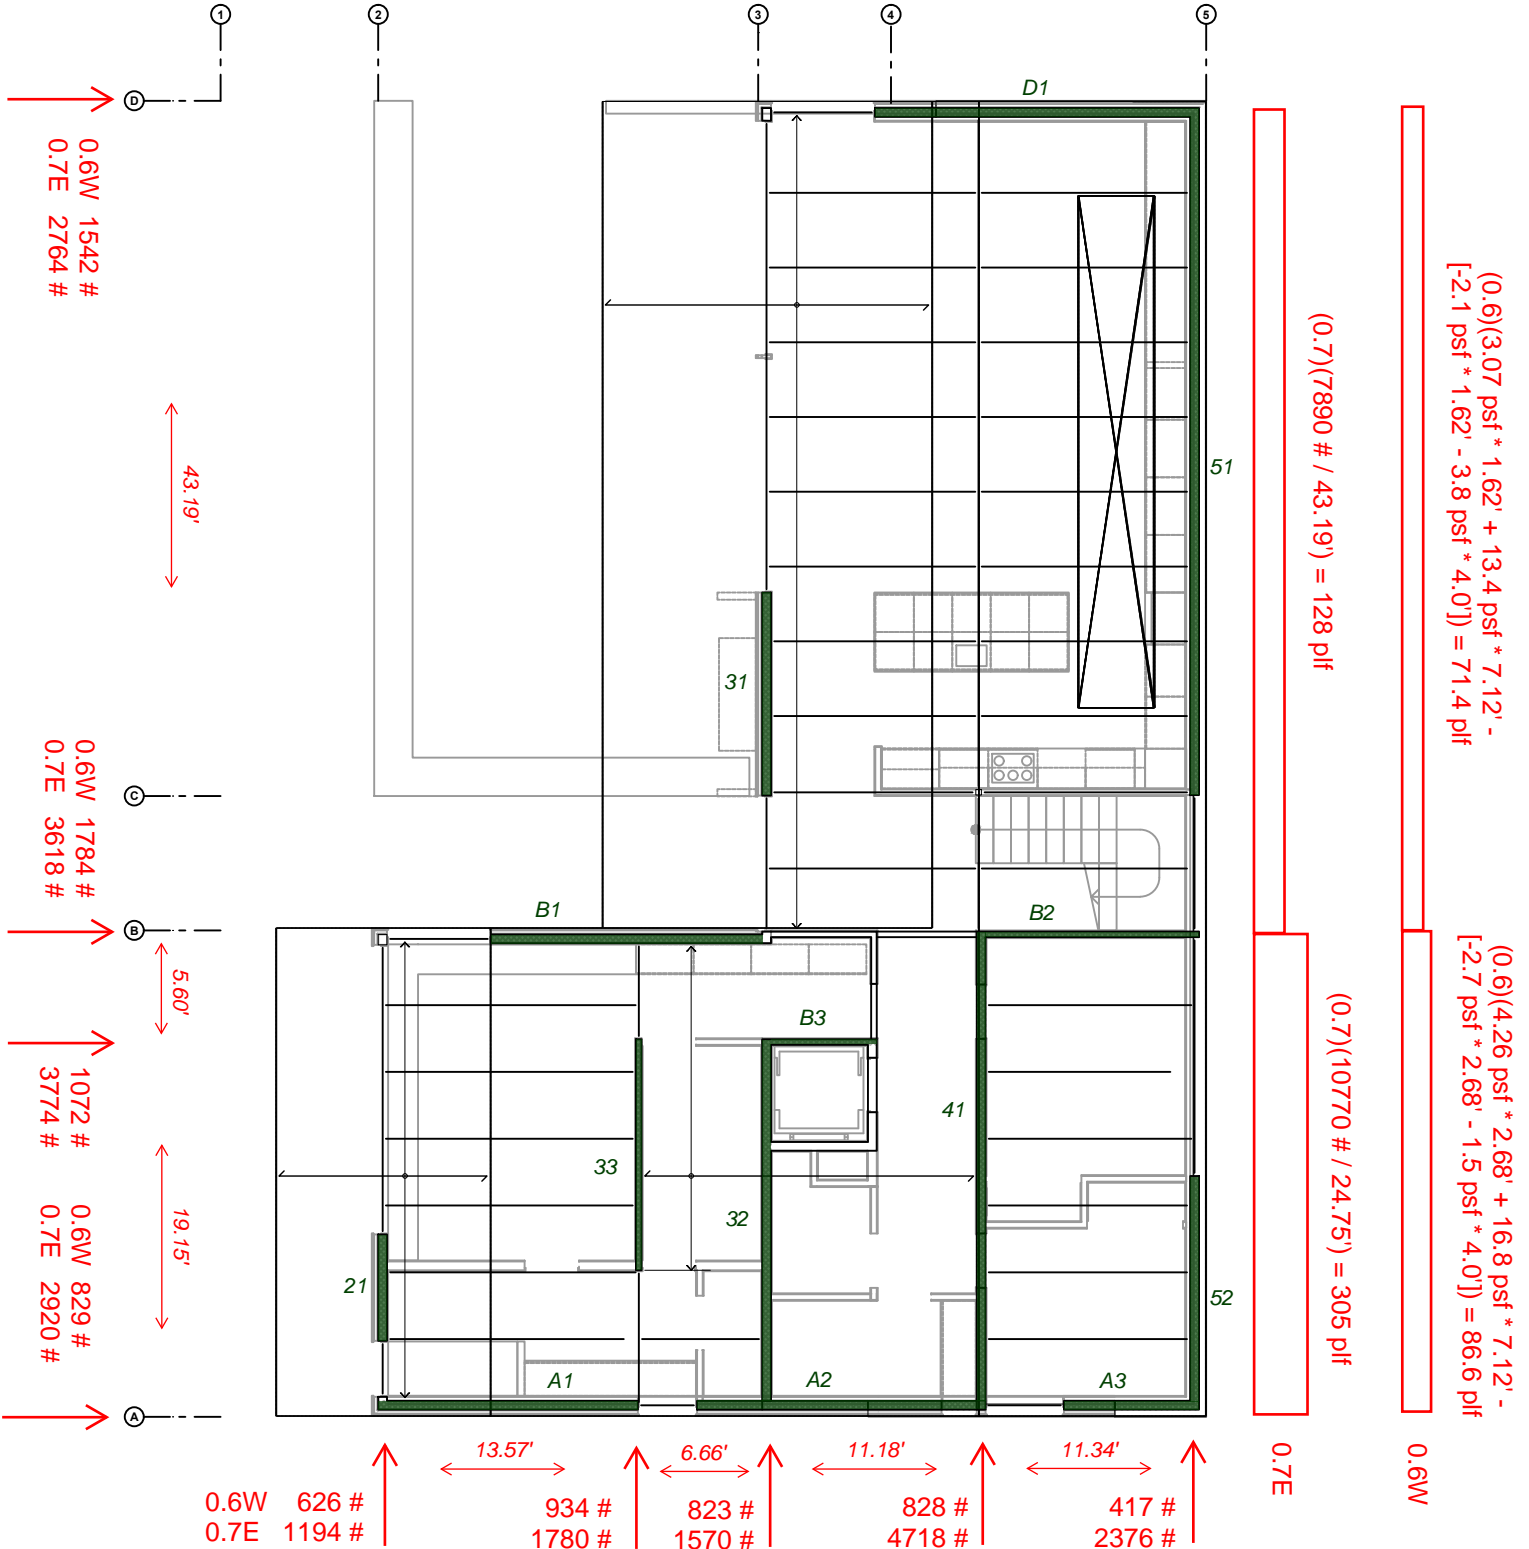 1
2
3
4
5
D
D1
0.6W 1542 #
0.7E 2764 #
(0.6)(3.07 psf * 1.62' + 13.4 psf * 7.12' -
[-2.1 psf * 1.62' - 3.8 psf * 4.0']) = 71.4 plf
(0.7)(7890 # / 43.19') = 128 plf
43.19'
51
31
C
0.6W 1784 #
0.7E 3618 #
B
B1
B2
5.60'
B3
(0.6)(4.26 psf * 2.68' + 16.8 psf * 7.12' -
[-2.7 psf * 2.68' - 1.5 psf * 4.0']) = 86.6 plf
(0.7)(10770 # / 24.75') = 305 plf
1072 #
3774 #
41
33
32
19.15'
0.6W 829 #
0.7E 2920 #
21
52
A1
A2
A3
A
13.57'
6.66'
11.18'
11.34'
0.7E
0.6W
0.6W 626 #
0.7E 1194 #
934 #
1780 #
823 #
1570 #
828 #
4718 #
417 #
2376 #